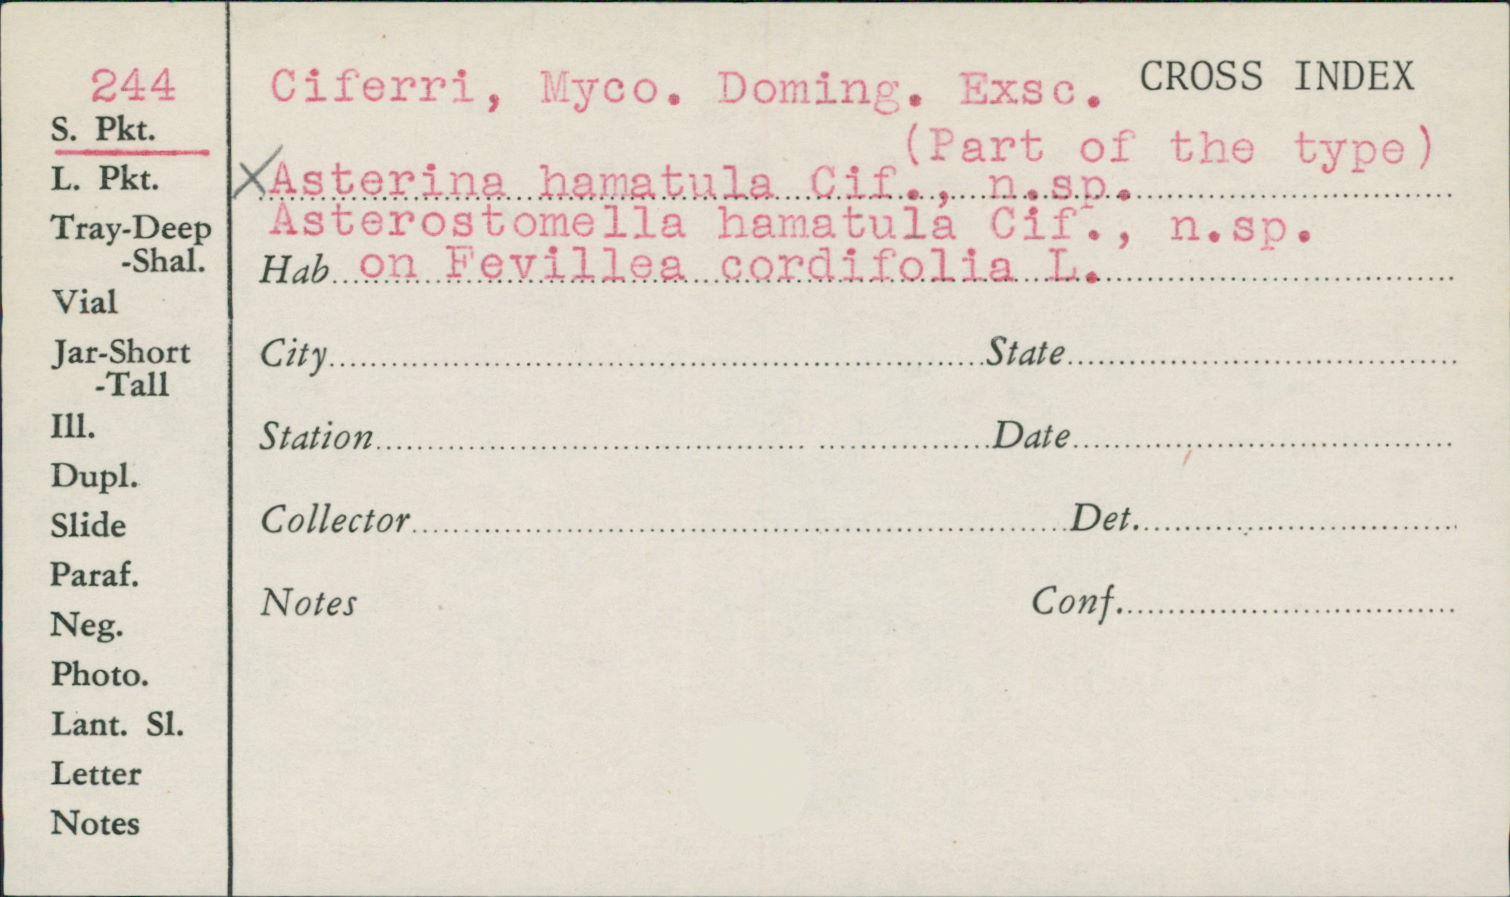 244
Ciferri, Myco. Doming. Exsc. CROSS INDEX
S. Pkt.
(Part of the type)
L. Pkt.
XAsterina hamatula Cif., n.sp.
Tray-Deep
Asterostomella hamatula Cif., n.sp.
-Shal.
Hab. on Fevillea cordifolia L.
Vial
Jar-Short
City State
-Tall
Ill.
Station Date
Dupl.
Slide
Collector Det.
Paraf.
Notes Conf.
Neg.
Photo.
Lant. Sl.
Letter
Notes